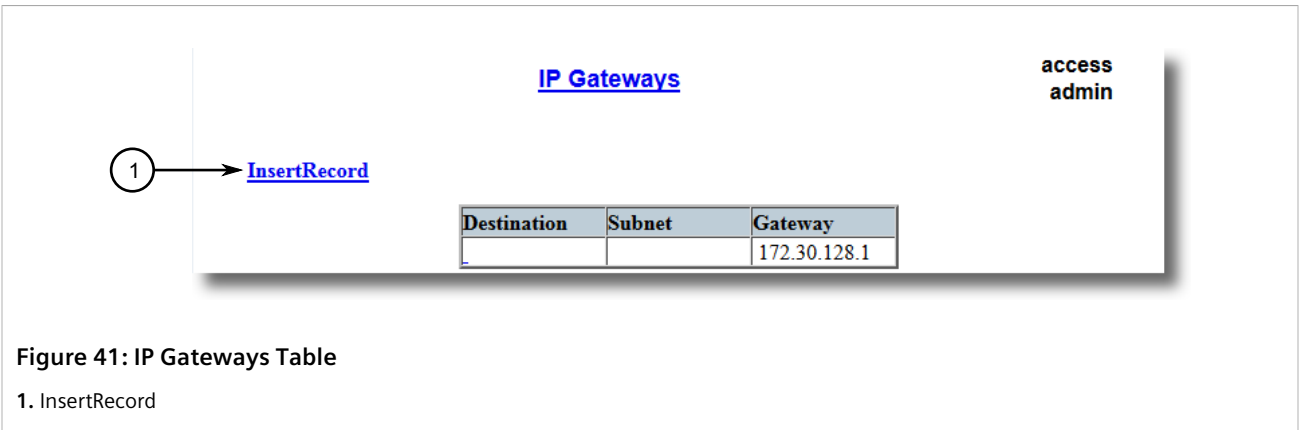 IP Gateways
access
admin
1
InsertRecord
Destination Subnet Gateway
172.30.128.1
Figure 41: IP Gateways Table
1. InsertRecord